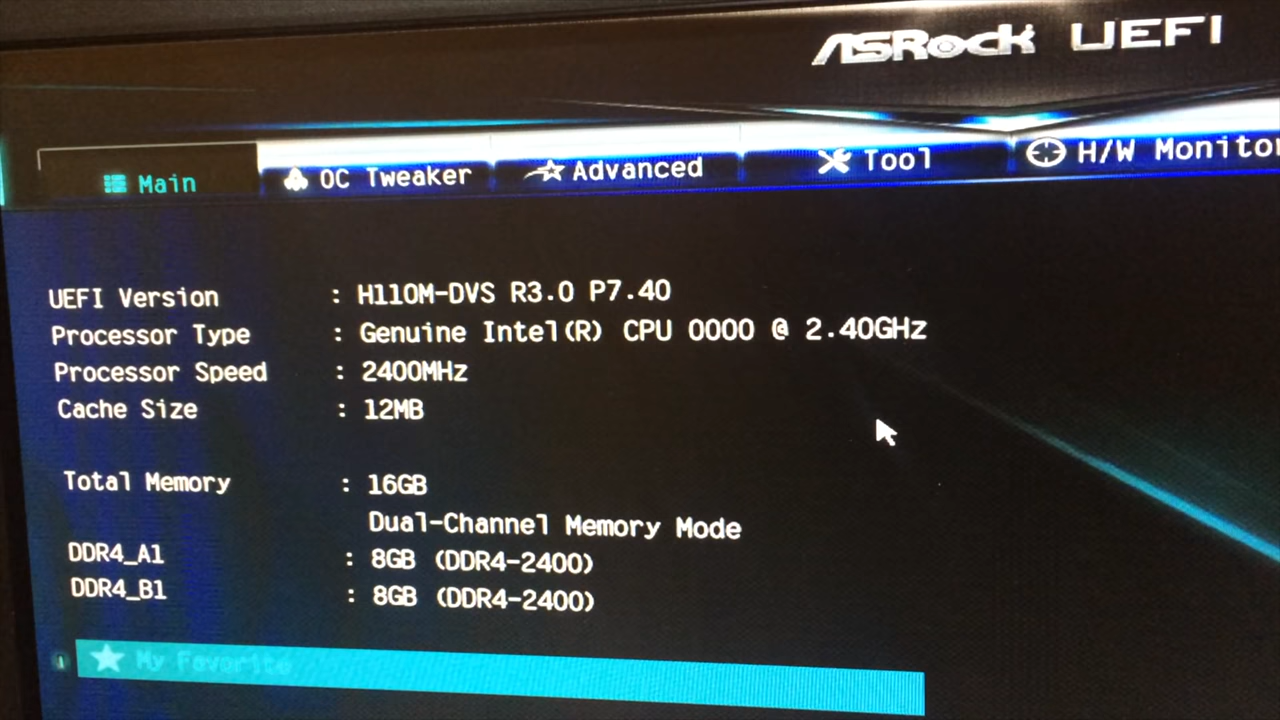 ASRock UEFI
Main OC Tweaker Advanced Tool H/W Monitor
UEFI Version : H110M-DVS R3.0 P7.40
Processor Type : Genuine Intel(R) CPU 0000 @ 2.40GHz
Processor Speed : 2400MHz
Cache Size : 12MB
Total Memory : 16GB
Dual-Channel Memory Mode
DDR4_A1 : 8GB (DDR4-2400)
DDR4_B1 : 8GB (DDR4-2400)
My Favorite